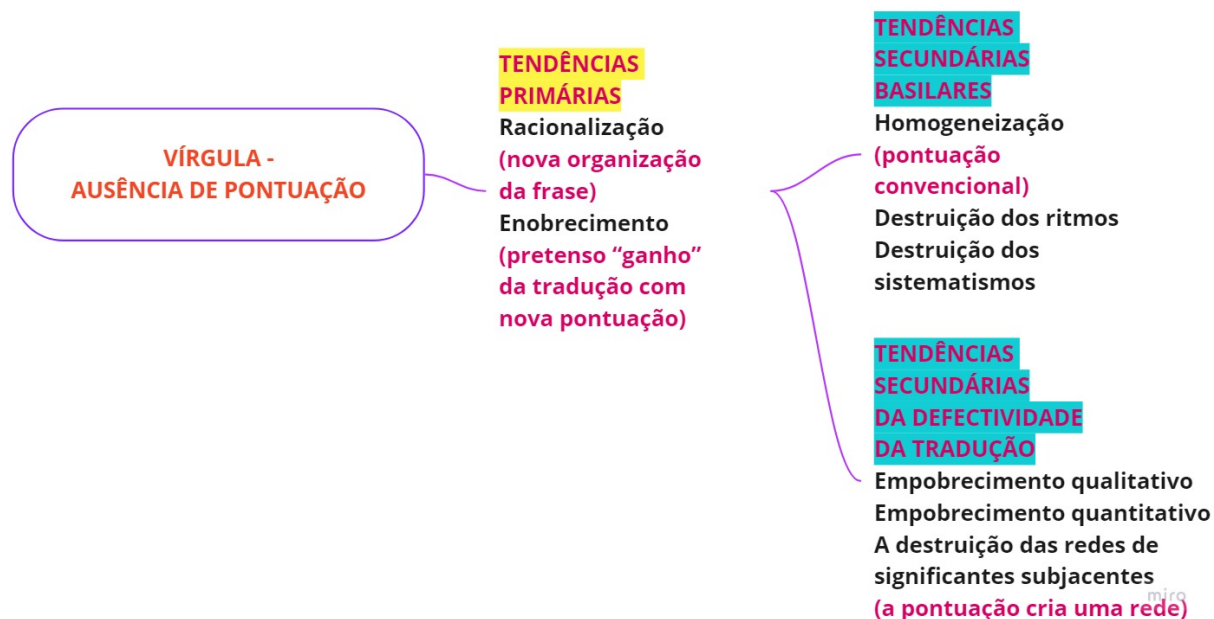 VÍRGULA -
AUSÊNCIA DE PONTUAÇÃO
TENDÊNCIAS
PRIMÁRIAS
Racionalização
(nova organização
da frase)
Enobrecimento
(pretenso “ganho”
da tradução com
nova pontuação)
TENDÊNCIAS
SECUNDÁRIAS
BASILARES
Homogeneização
(pontuação
convencional)
Destruição dos ritmos
Destruição dos
sistematismos
TENDÊNCIAS
SECUNDÁRIAS
DA DEFECTIVIDADE
DA TRADUÇÃO
Empobrecimento qualitativo
Empobrecimento quantitativo
A destruição das redes de
significantes subjacentes
(a pontuação cria uma rede)
miro